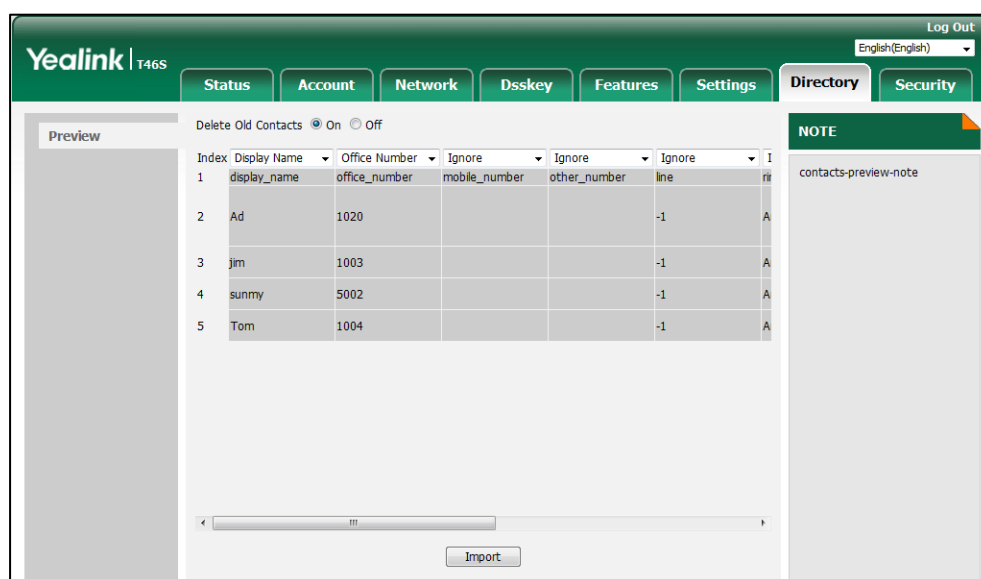 Log Out
Yealink | T46S
English(English)
Status Account Network Dsskey Features Settings Directory Security
Preview
Delete Old Contacts On Off
NOTE
contacts-preview-note
Index Display Name Office Number Ignore Ignore Ignore I
1 display_name office_number mobile_number other_number line
2 Ad 1020 -1 A
3 jim 1003 -1 A
4 sunmy 5002 -1 A
5 Tom 1004 -1 A
Import